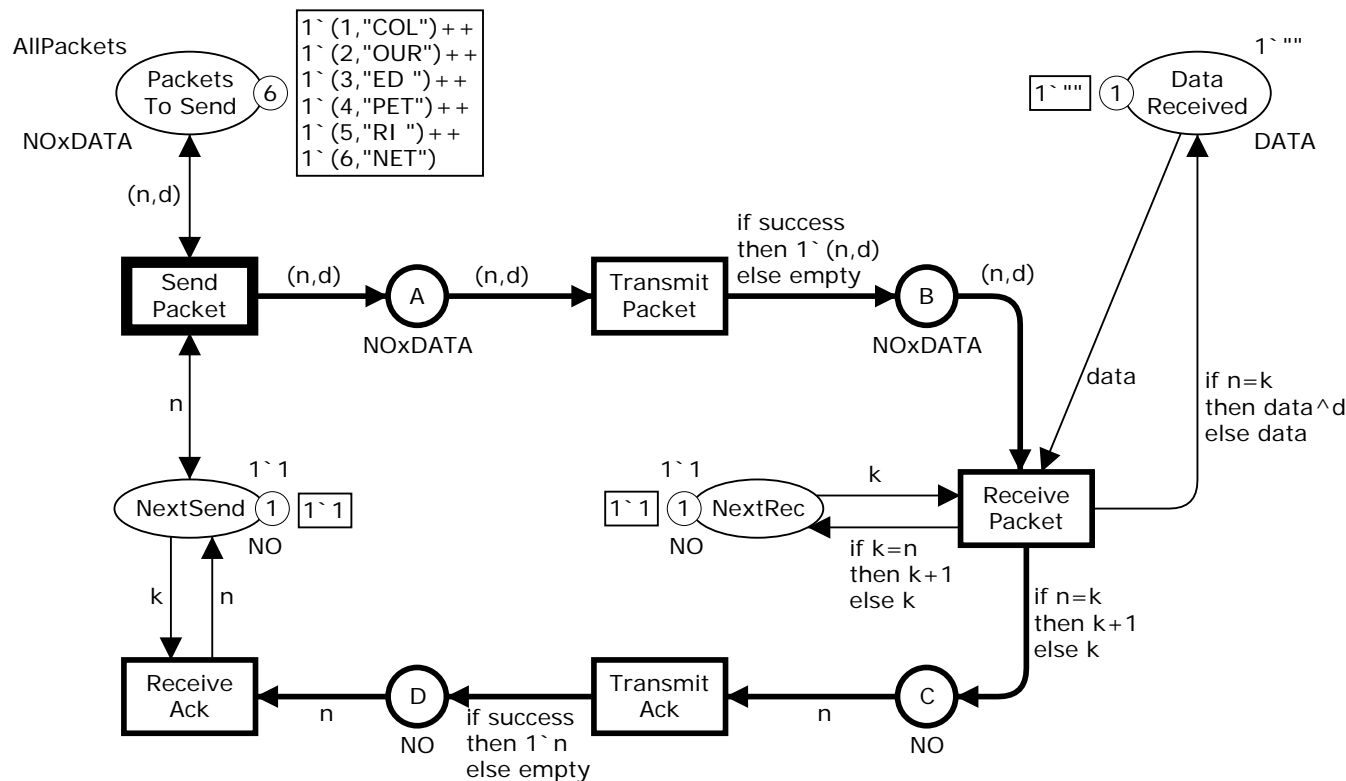 AllPackets
Packets
To Send
6
1`(1,"COL")++
1`(2,"OUR")++
1`(3,"ED ")++
1`(4,"PET")++
1`(5,"RI ")++
1`(6,"NET")
NOxDATA
1`""
1`""
1
Data
Received
DATA
(n,d)
Send
Packet
(n,d)
A
NOxDATA
(n,d)
Transmit
Packet
if success
then 1`(n,d)
else empty
B
NOxDATA
(n,d)
data
if n=k
then data^d
else data
n
1`1
NextSend
1
1`1
NO
1`1
1`1
1
NextRec
NO
k
if k=n
then k+1
else k
Receive
Packet
if n=k
then k+1
else k
k
n
Receive
Ack
n
D
NO
if success
then 1`n
else empty
Transmit
Ack
n
C
NO